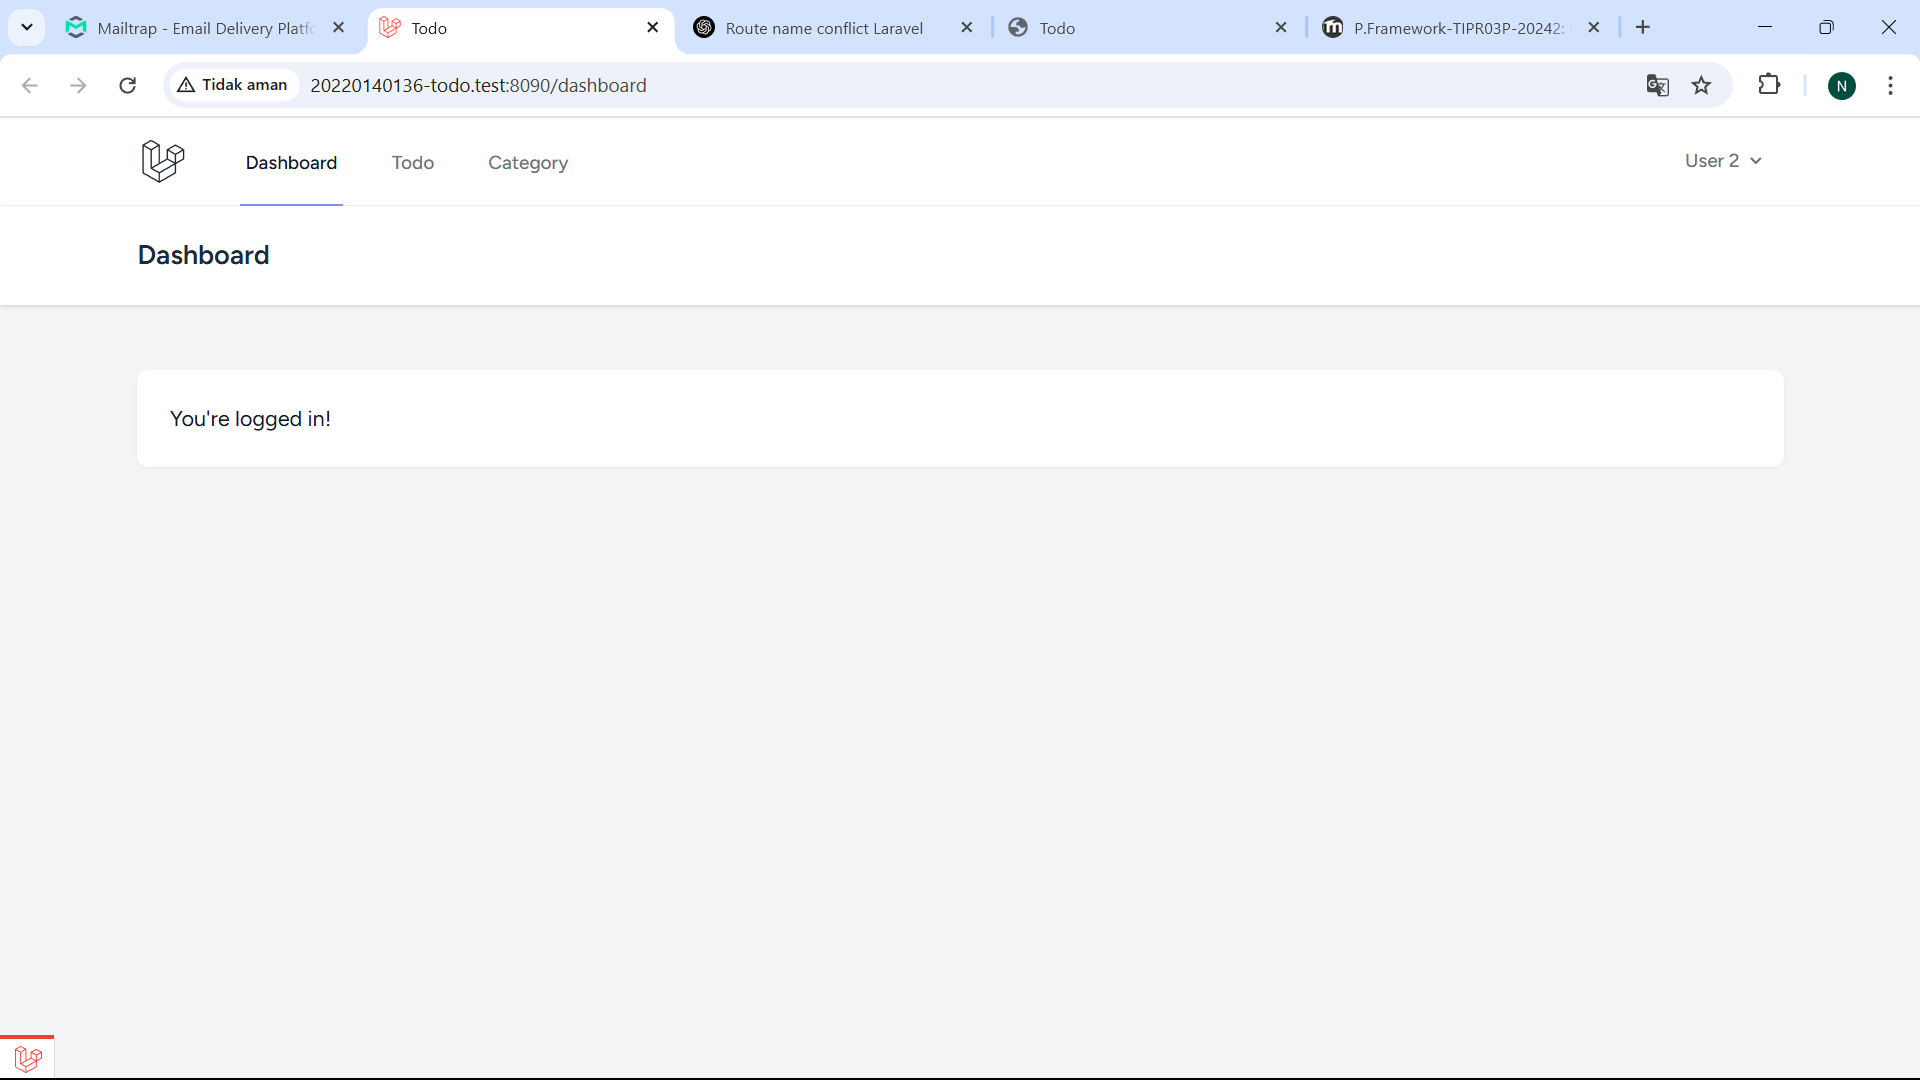 Mailtrap - Email Delivery Platfo
Todo
Route name conflict Laravel
Todo
P.Framework-TIPR03P-20242:
Tidak aman
20220140136-todo.test:8090/dashboard
N
Dashboard
Todo
Category
User 2
Dashboard
You're logged in!